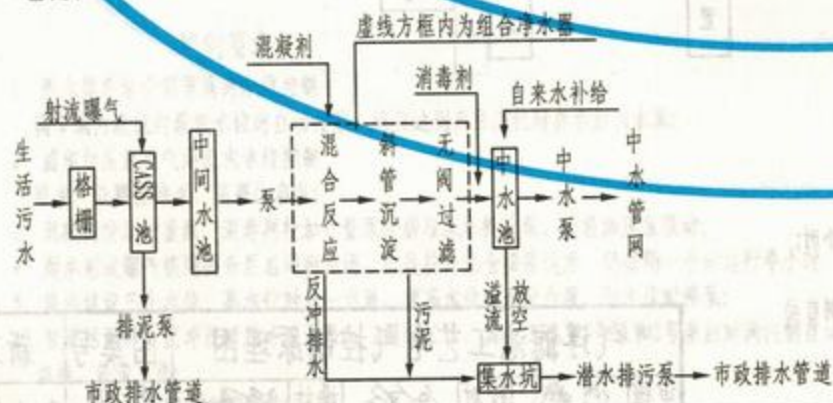 虚线方框内为组合净水器
混凝剂
消毒剂
自来水补给
射流曝气
生活污水
格栅
CASS池
中间水池
泵
混合反应
斜管沉淀
无阀过滤
中水池
中水泵
中水管网
排泥泵
市政排水管道
反冲排水
污泥
溢流
放空
集水坑
潜水排污泵
市政排水管道